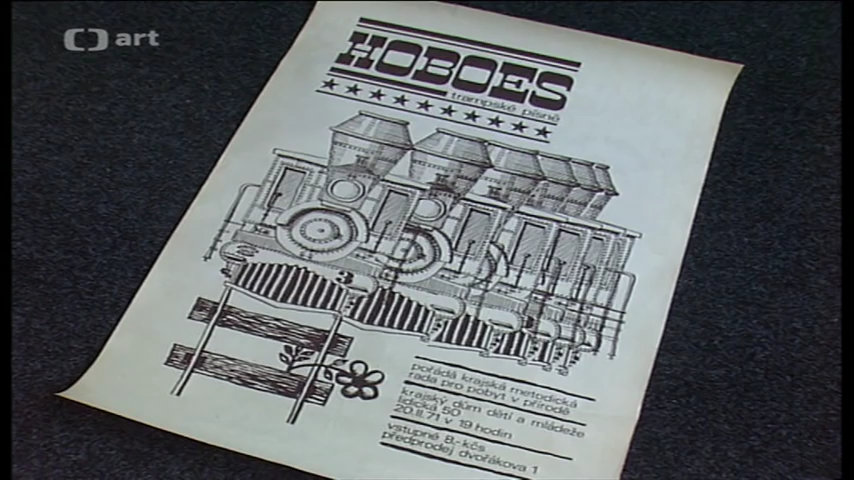 art
HOBOES
trampské písně
3
pořádá krajská metodická
rada pro pobyt v přírodě
krajský dům dětí a mládeže
lidická 50
20.II.71 v 19 hodin
vstupné 8,-kčs
předprodej dvořákova 1